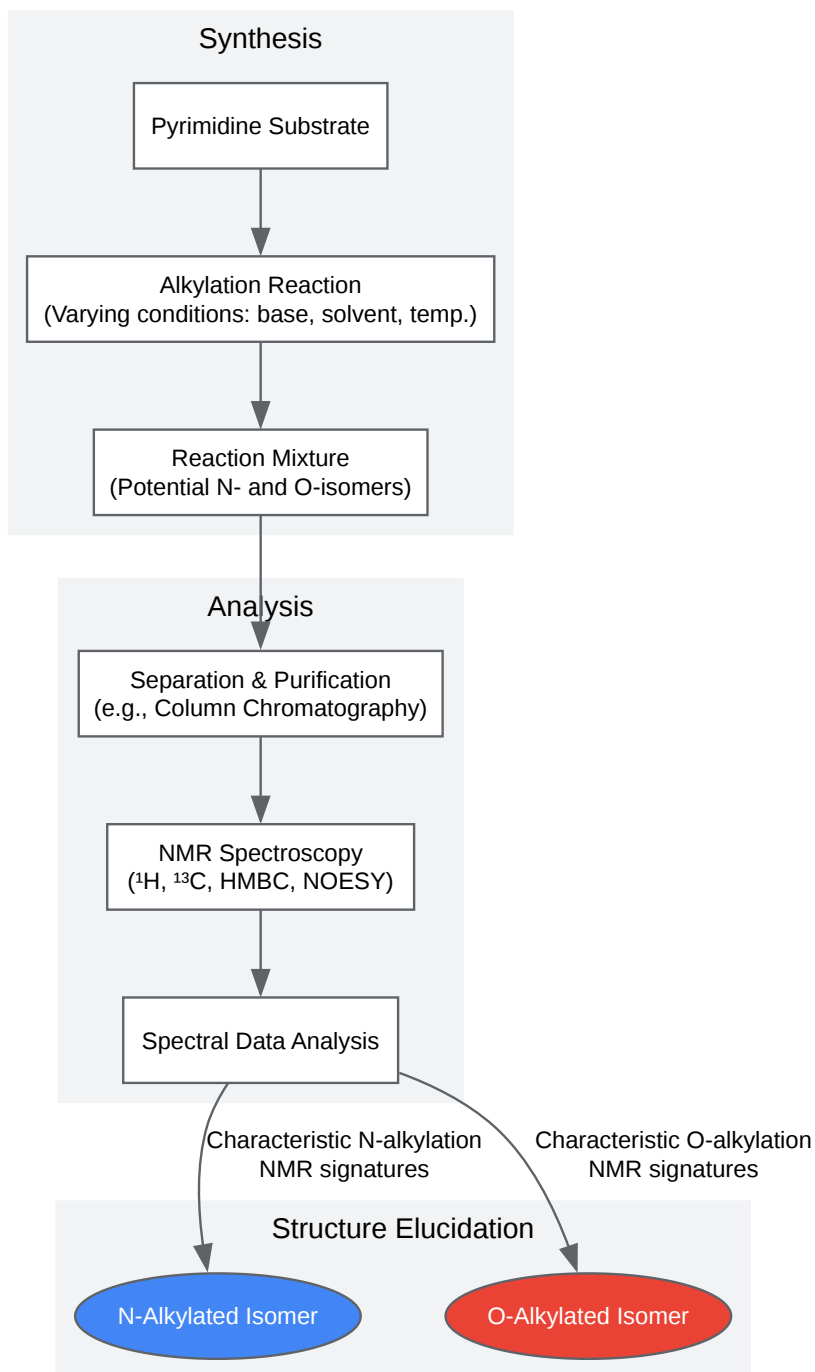 Synthesis
Pyrimidine Substrate
Alkylation Reaction
(Varying conditions: base, solvent, temp.)
Reaction Mixture
(Potential N- and O-isomers)
Analysis
Separation & Purification
(e.g., Column Chromatography)
NMR Spectroscopy
(¹H, ¹³C, HMBC, NOESY)
Spectral Data Analysis
Characteristic N-alkylation
NMR signatures
Characteristic O-alkylation
NMR signatures
Structure Elucidation
N-Alkylated Isomer
O-Alkylated Isomer